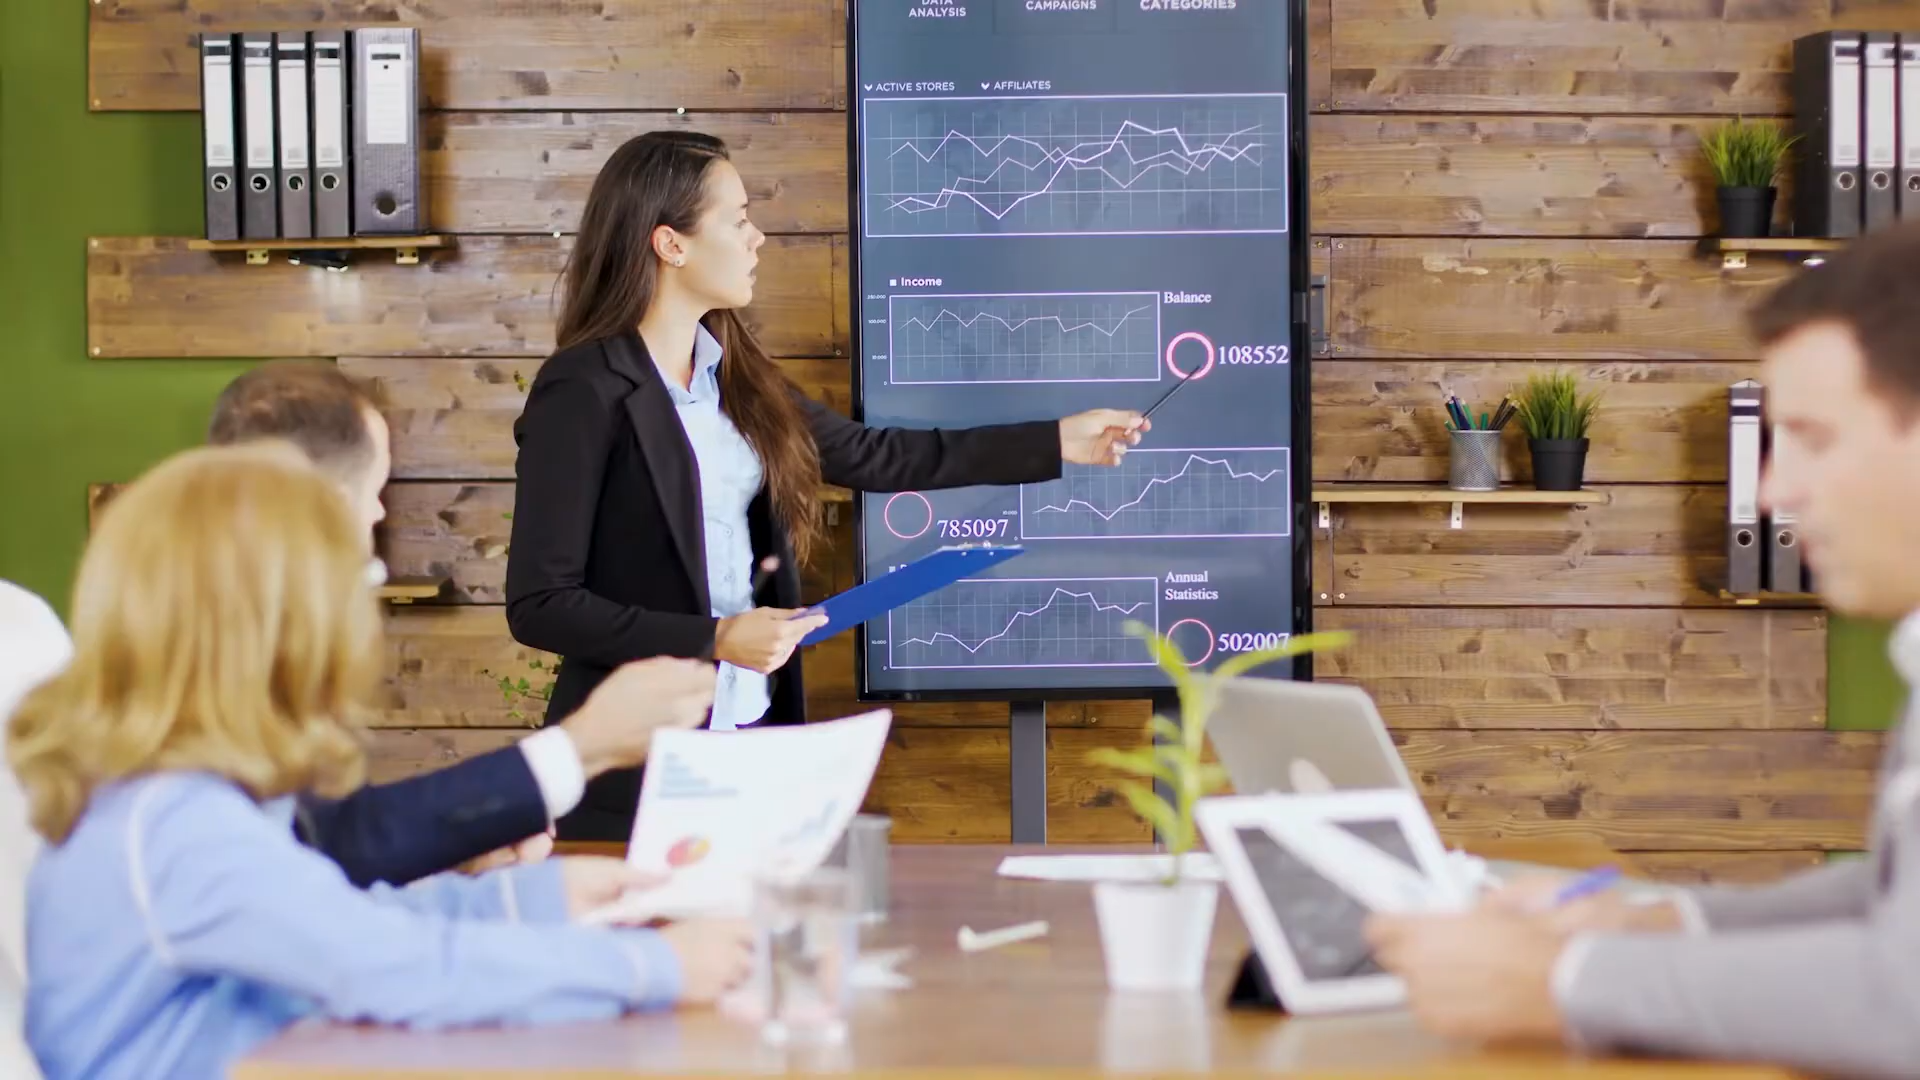 DATA
ANALYSIS
CAMPAIGNS
CATEGORIES
ACTIVE STORES
AFFILIATES
Income
Balance
108552
785097
Annual
Statistics
502007